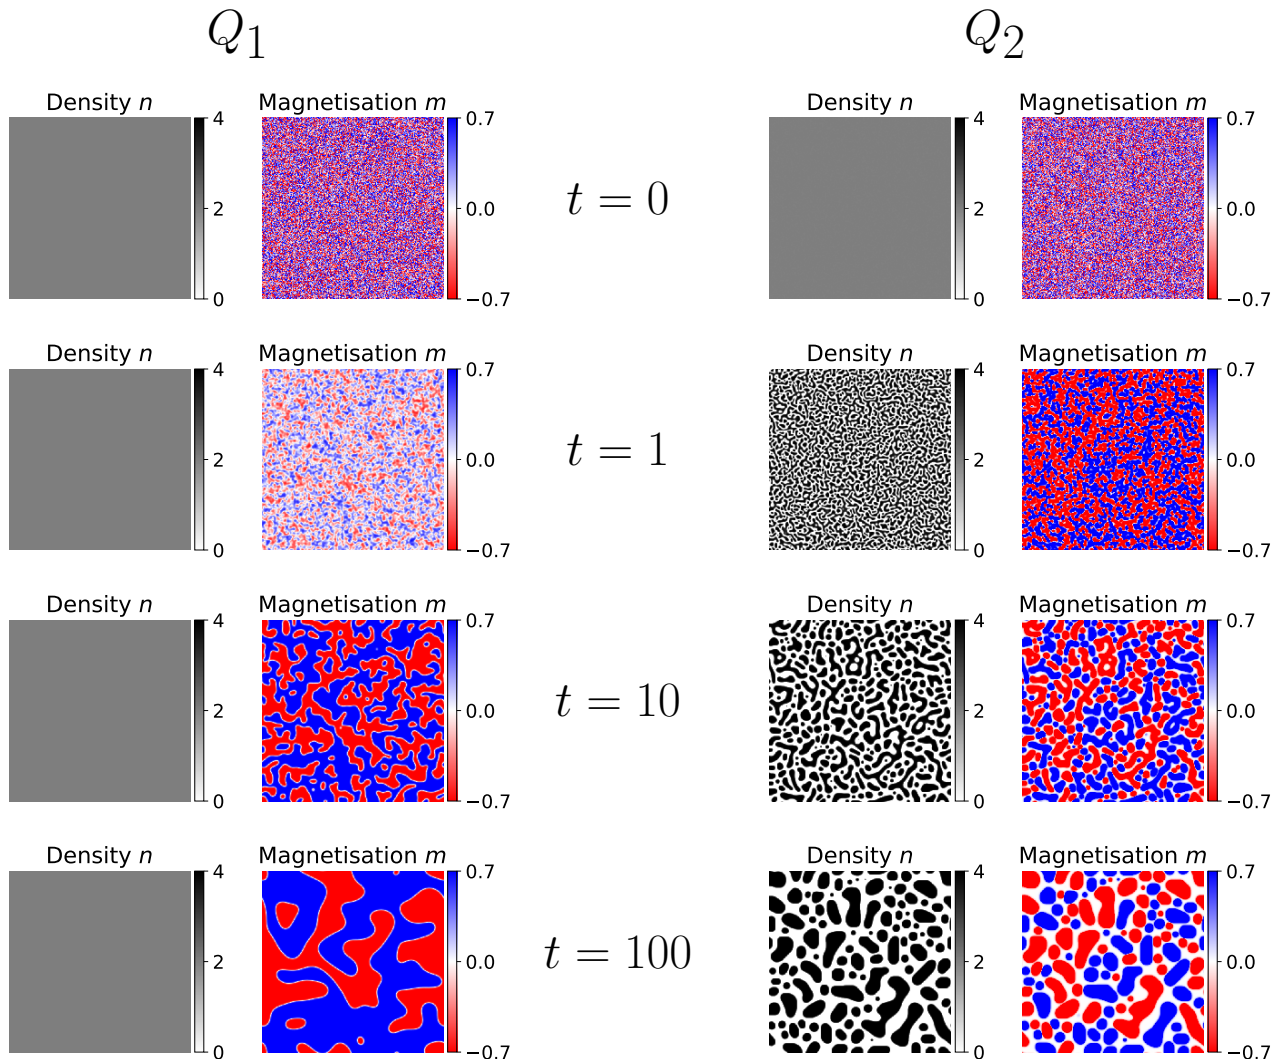 Q1 Q2
Density n Magnetisation m Density n Magnetisation m
4 0.7 4 0.7
2 0.0 t = 0 2 0.0
0 −0.7 0 −0.7
Density n Magnetisation m Density n Magnetisation m
4 0.7 4 0.7
2 0.0 t = 1 2 0.0
0 −0.7 0 −0.7
Density n Magnetisation m Density n Magnetisation m
4 0.7 4 0.7
2 0.0 t = 10 2 0.0
0 −0.7 0 −0.7
Density n Magnetisation m Density n Magnetisation m
4 0.7 4 0.7
2 0.0 t = 100 2 0.0
0 −0.7 0 −0.7